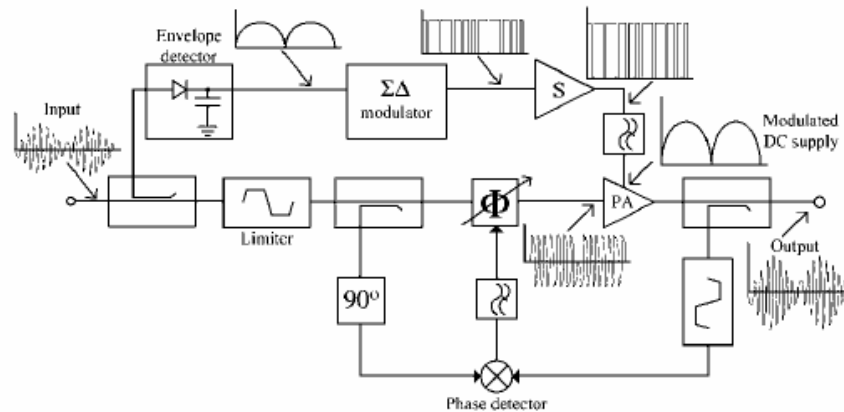 Envelope
detector
Input
ΣΔ
modulator
S
Modulated
DC supply
Limiter
Φ
PA
Output
90°
Phase detector